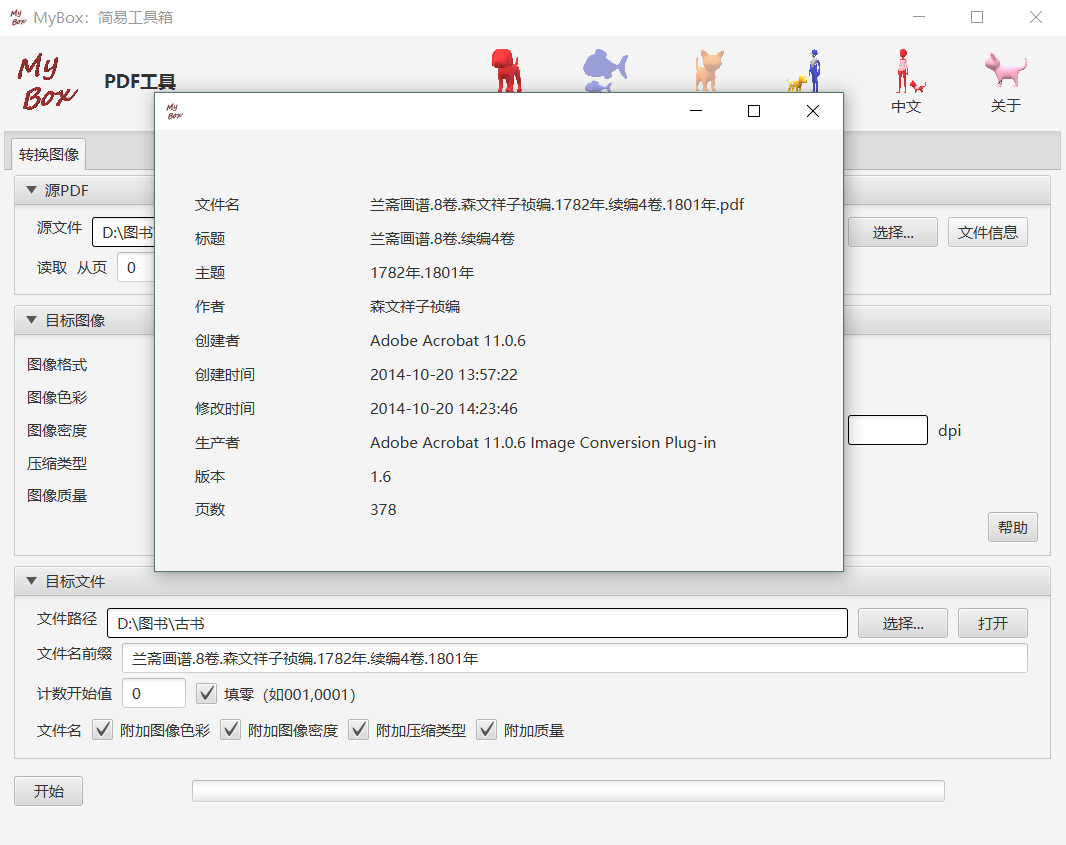 My Box MyBox：简易工具箱
My
Box
PDF工具
中文
关于
转换图像
源PDF
源文件 D:\图书
选择... 文件信息
读取 从页 0
目标图像
图像格式
图像色彩
图像密度
dpi
压缩类型
图像质量
帮助
My
Box
文件名 兰斋画谱.8卷.森文祥子祯编.1782年.续编4卷.1801年.pdf
标题 兰斋画谱.8卷.续编4卷
主题 1782年.1801年
作者 森文祥子祯编
创建者 Adobe Acrobat 11.0.6
创建时间 2014-10-20 13:57:22
修改时间 2014-10-20 14:23:46
生产者 Adobe Acrobat 11.0.6 Image Conversion Plug-in
版本 1.6
页数 378
目标文件
文件路径 D:\图书\古书 选择... 打开
文件名前缀 兰斋画谱.8卷.森文祥子祯编.1782年.续编4卷.1801年
计数开始值 0 填零（如001,0001）
文件名 附加图像色彩 附加图像密度 附加压缩类型 附加质量
开始